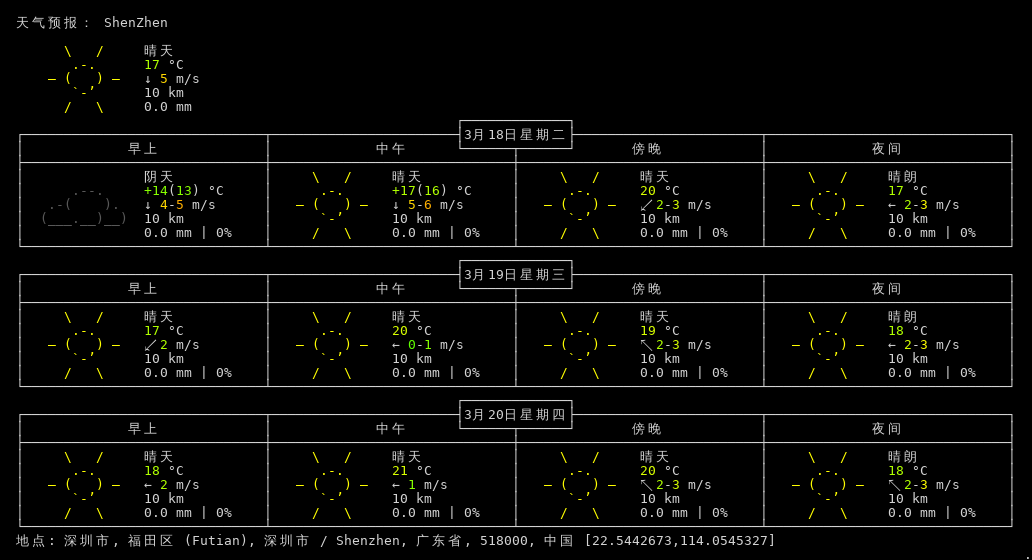 天气预报： ShenZhen
晴天
17 °C
↓ 5 m/s
10 km
0.0 mm
3月18日星期二
早上 中午 傍晚 夜间
阴天 晴天 晴天 晴朗
+14(13) °C +17(16) °C 20 °C 17 °C
↓ 4-5 m/s ↓ 5-6 m/s ↙ 2-3 m/s ← 2-3 m/s
10 km 10 km 10 km 10 km
0.0 mm | 0% 0.0 mm | 0% 0.0 mm | 0% 0.0 mm | 0%
3月19日星期三
早上 中午 傍晚 夜间
晴天 晴天 晴天 晴朗
17 °C 20 °C 19 °C 18 °C
↙ 2 m/s ← 0-1 m/s ↖ 2-3 m/s ← 2-3 m/s
10 km 10 km 10 km 10 km
0.0 mm | 0% 0.0 mm | 0% 0.0 mm | 0% 0.0 mm | 0%
3月20日星期四
早上 中午 傍晚 夜间
晴天 晴天 晴天 晴朗
18 °C 21 °C 20 °C 18 °C
← 2 m/s ← 1 m/s ↖ 2-3 m/s ↖ 2-3 m/s
10 km 10 km 10 km 10 km
0.0 mm | 0% 0.0 mm | 0% 0.0 mm | 0% 0.0 mm | 0%
地点: 深圳市, 福田区 (Futian), 深圳市 / Shenzhen, 广东省, 518000, 中国 [22.5442673,114.0545327]